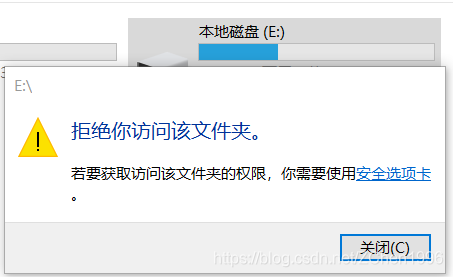 本地磁盘 (E:)
E:\
拒绝你访问该文件夹。
若要获取访问该文件夹的权限，你需要使用安全选项卡
。
关闭(C)
https://blog.csdn.net/ZChen1996